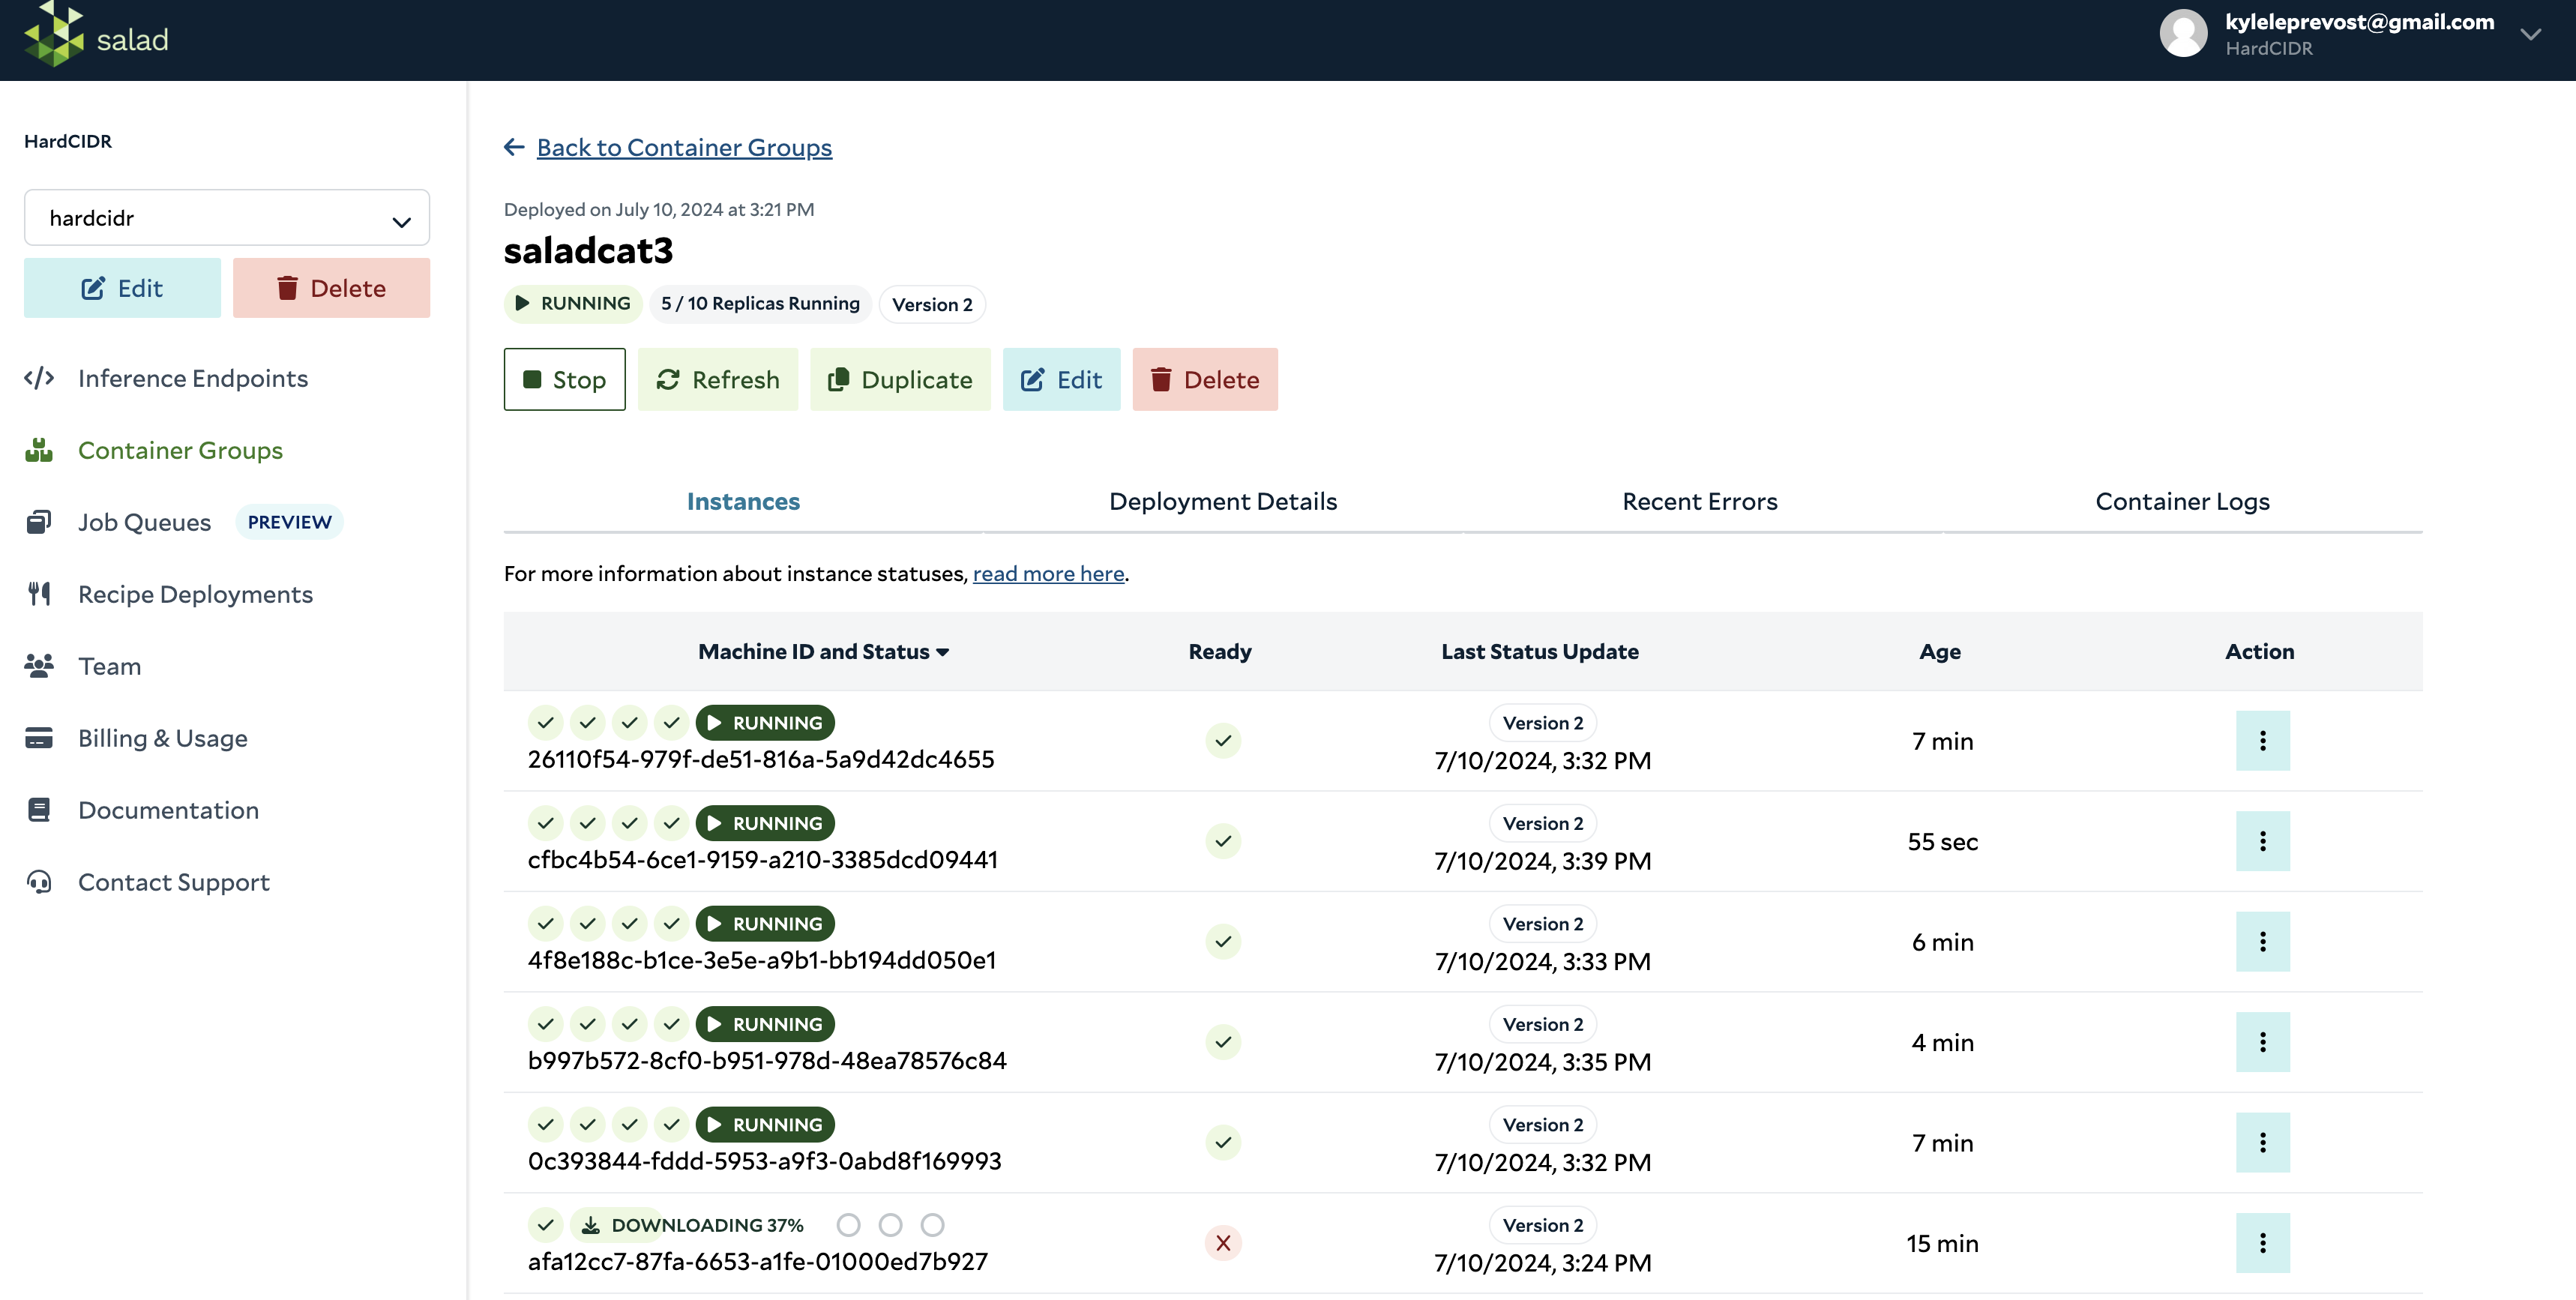 salad
kyleleprevost@gmail.com
HardCIDR
HardCIDR
hardcidr
Edit
Delete
Inference Endpoints
Container Groups
Job Queues PREVIEW
Recipe Deployments
Team
Billing & Usage
Documentation
Contact Support
Back to Container Groups
Deployed on July 10, 2024 at 3:21 PM
saladcat3
RUNNING 5 / 10 Replicas Running Version 2
Stop Refresh Duplicate Edit Delete
Instances Deployment Details Recent Errors Container Logs
For more information about instance statuses, read more here.
Machine ID and Status Ready Last Status Update Age Action
RUNNING Version 2
26110f54-979f-de51-816a-5a9d42dc4655 7/10/2024, 3:32 PM 7 min
RUNNING Version 2
cfbc4b54-6ce1-9159-a210-3385dcd09441 7/10/2024, 3:39 PM 55 sec
RUNNING Version 2
4f8e188c-b1ce-3e5e-a9b1-bb194dd050e1 7/10/2024, 3:33 PM 6 min
RUNNING Version 2
b997b572-8cf0-b951-978d-48ea78576c84 7/10/2024, 3:35 PM 4 min
RUNNING Version 2
0c393844-fddd-5953-a9f3-0abd8f169993 7/10/2024, 3:32 PM 7 min
DOWNLOADING 37% Version 2
afa12cc7-87fa-6653-a1fe-01000ed7b927 7/10/2024, 3:24 PM 15 min